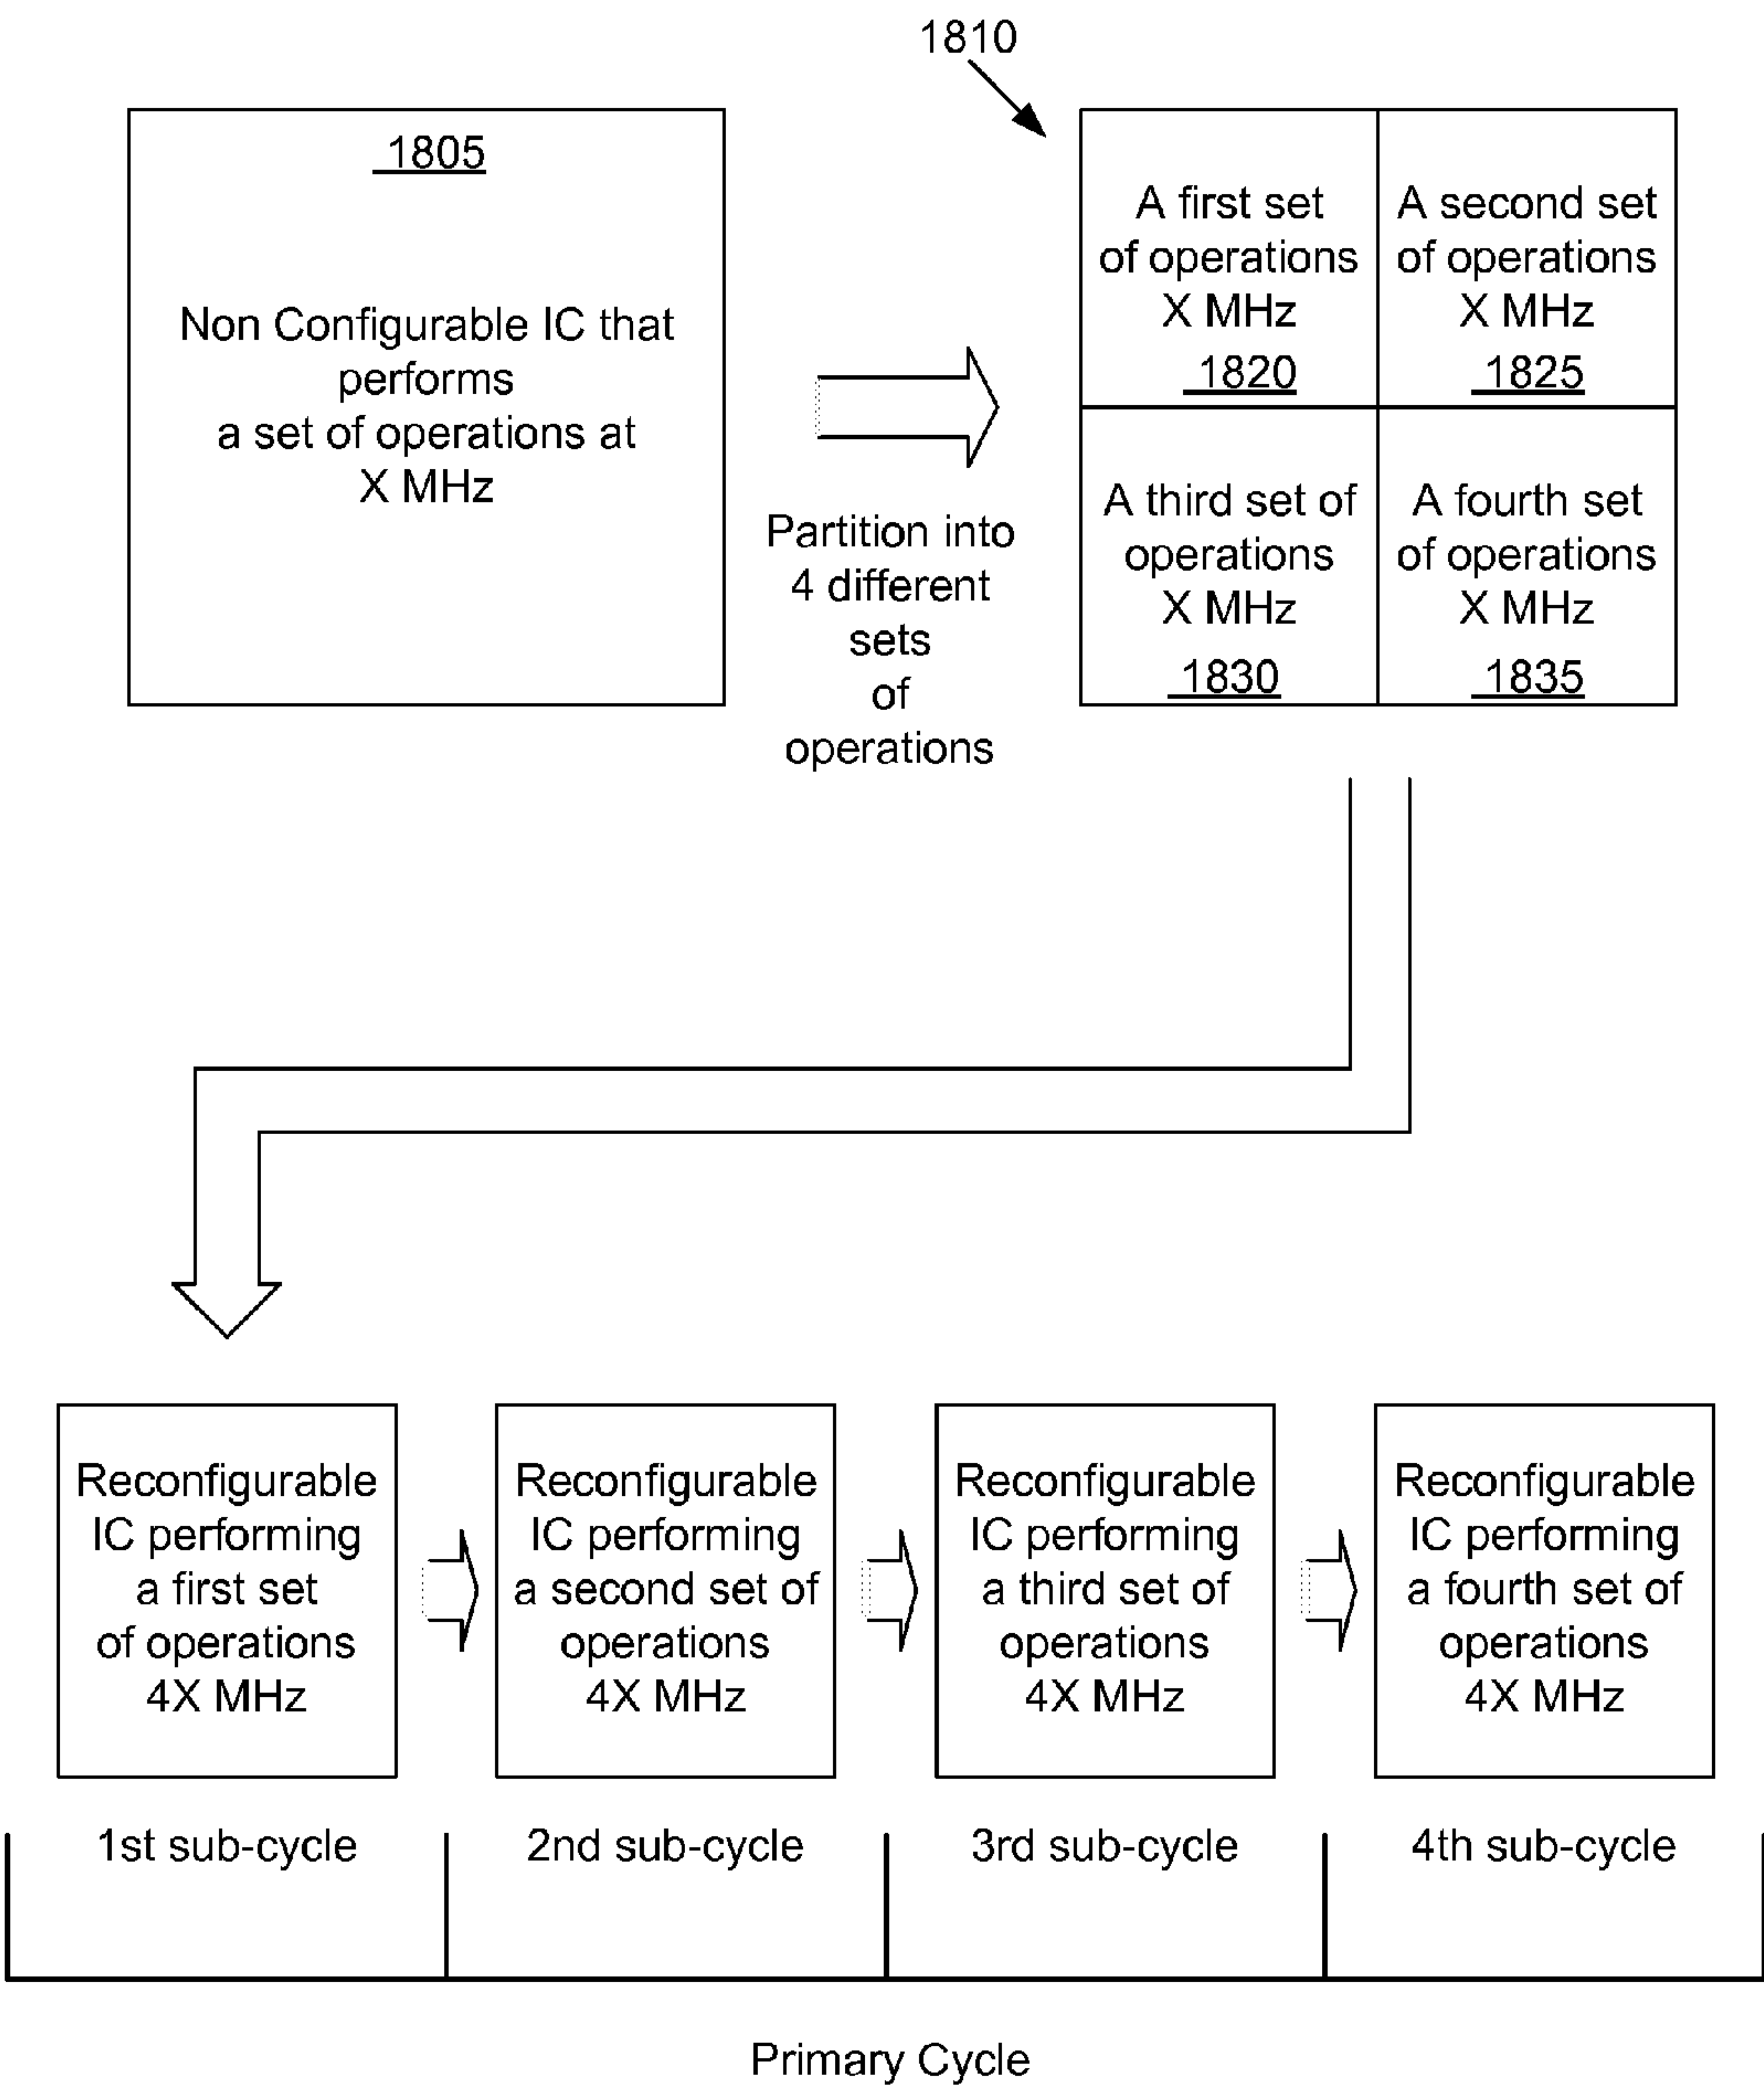 1810
1805
Non Configurable IC that
performs
a set of operations at
X MHz
Partition into
4 different
sets
of
operations
A first set
of operations
X MHz
1820
A second set
of operations
X MHz
1825
A third set of
operations
X MHz
1830
A fourth set
of operations
X MHz
1835
Reconfigurable
IC performing
a first set
of operations
4X MHz
Reconfigurable
IC performing
a second set of
operations
4X MHz
Reconfigurable
IC performing
a third set of
operations
4X MHz
Reconfigurable
IC performing
a fourth set of
operations
4X MHz
1st sub-cycle
2nd sub-cycle
3rd sub-cycle
4th sub-cycle
Primary Cycle